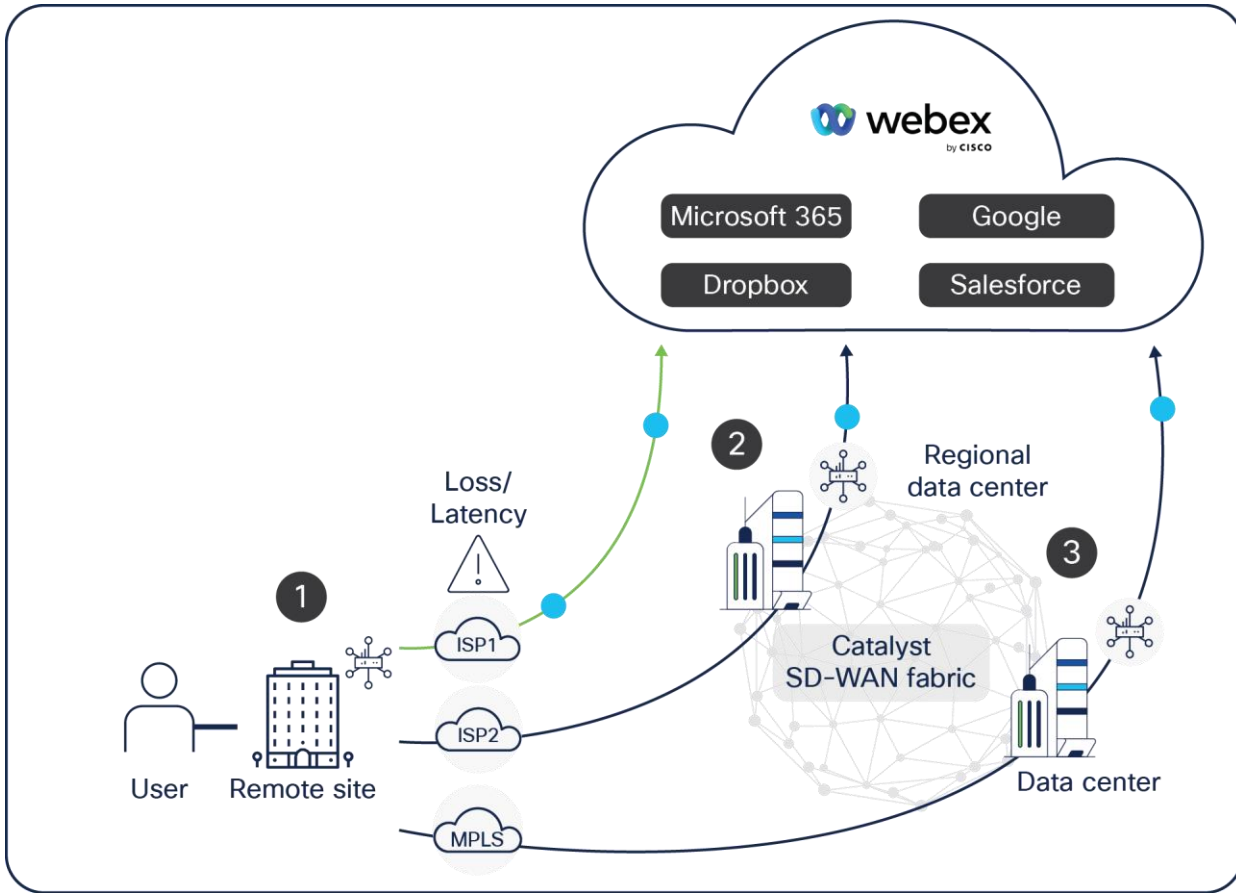 webex
by CISCO
Microsoft 365
Google
Dropbox
Salesforce
2
Regional
data center
Loss/
Latency
3
1
ISP1
Catalyst
SD-WAN fabric
ISP2
User
Remote site
Data center
MPLS